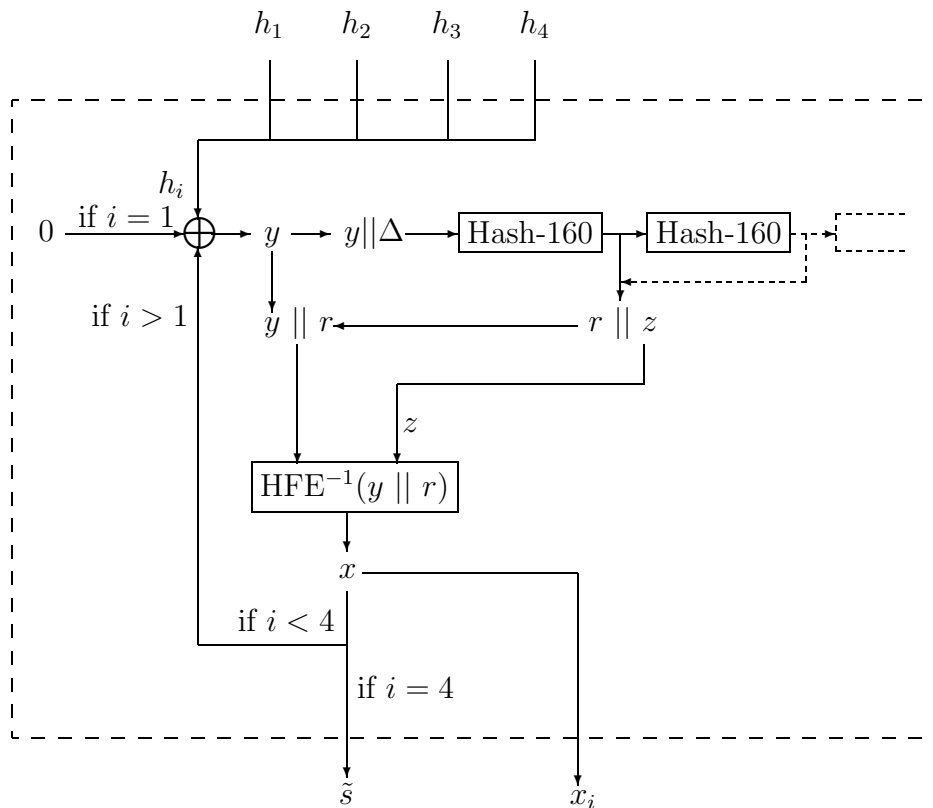 h₁ h₂ h₃ h₄
hᵢ
0 if i = 1 y y||Δ Hash-160 Hash-160
if i > 1 y || r r || z
z
HFE⁻¹(y || r)
x
if i < 4
if i = 4
s̃ xᵢ